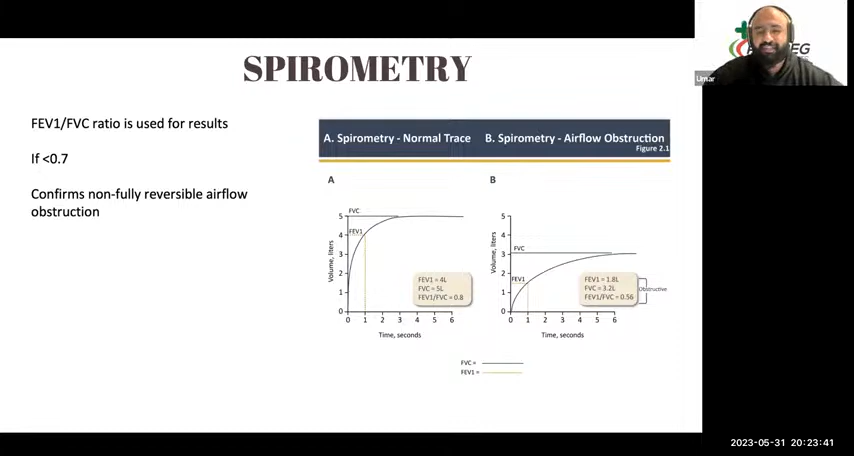 SPIROMETRY
FEV1/FVC ratio is used for results
If <0.7
Confirms non-fully reversible airflow
obstruction
A. Spirometry - Normal Trace
B. Spirometry - Airflow Obstruction
Figure 2.1
A
FVC
FEV1
Volume, liters
5
4
3
2
1
0
FEV1 = 4L
FVC = 5L
FEV1/FVC = 0.8
0 1 2 3 4 5 6
Time, seconds
B
FVC
FEV1
Volume, liters
5
4
3
2
1
0
FEV1 = 1.8L
FVC = 3.2L
FEV1/FVC = 0.56
Obstructive
0 1 2 3 4 5 6
Time, seconds
FVC =
FEV1 =
Umar
EG
2023-05-31 20:23:41